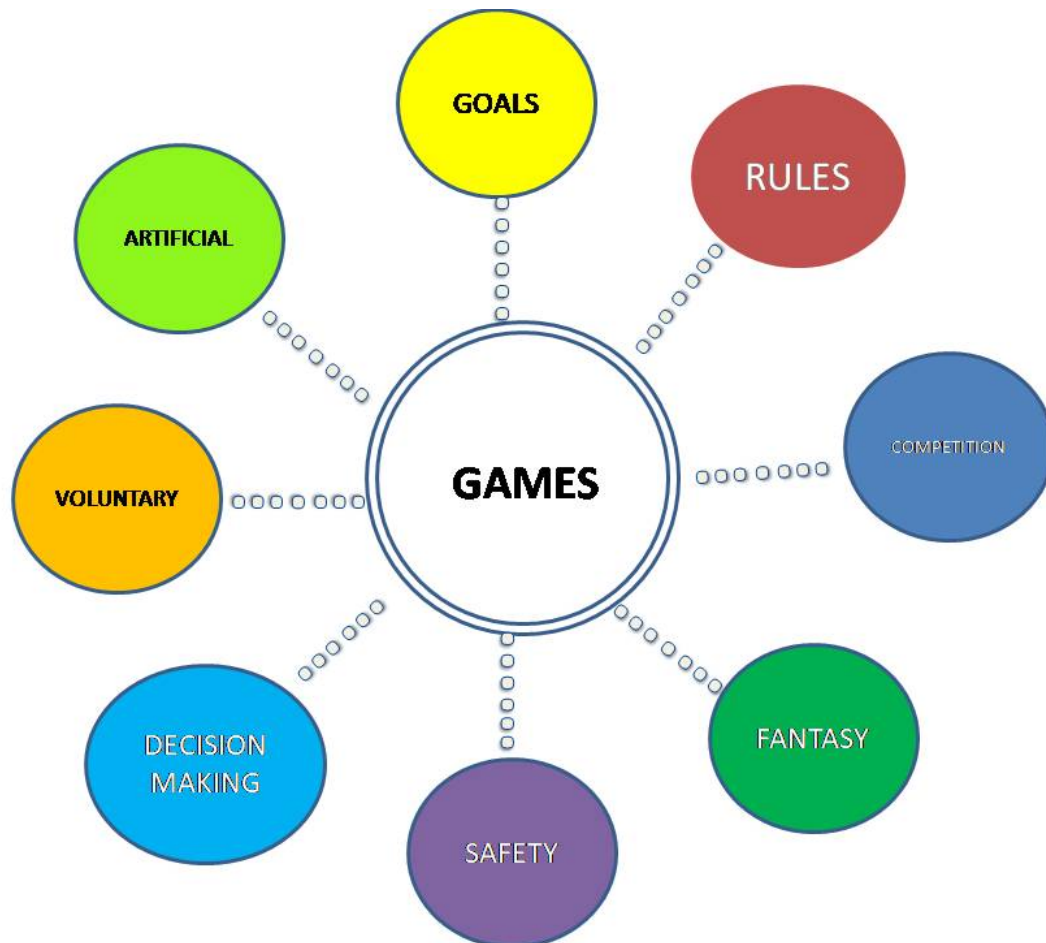 GOALS
RULES
ARTIFICIAL
COMPETITION
GAMES
VOLUNTARY
DECISION
MAKING
FANTASY
SAFETY